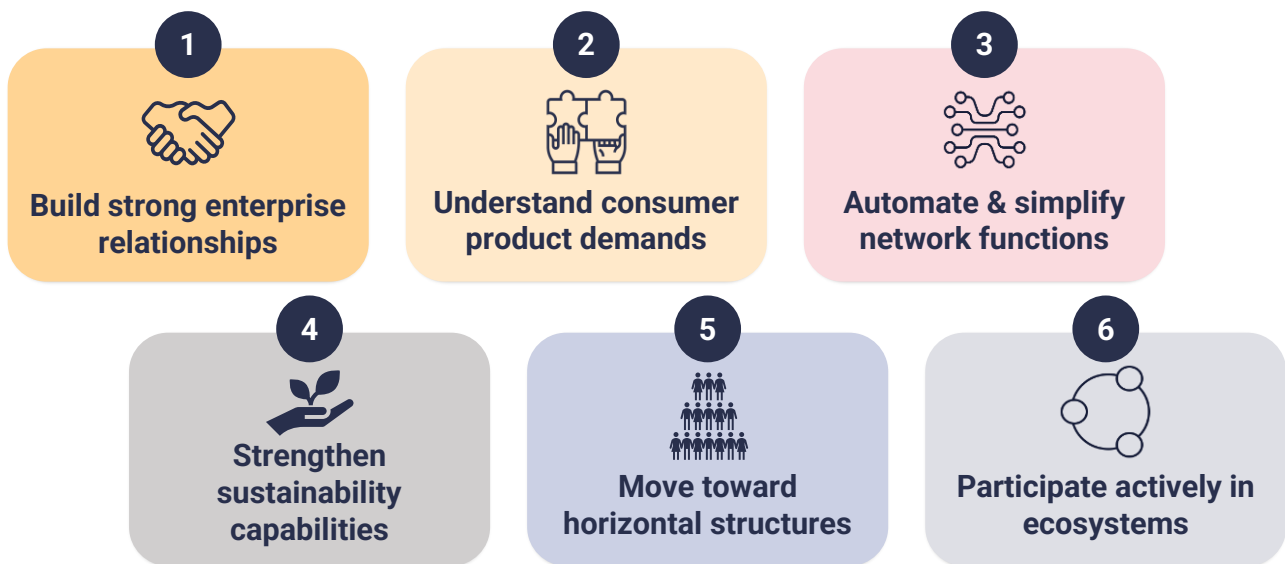 1
Build strong enterprise
relationships
2
Understand consumer
product demands
3
Automate & simplify
network functions
4
Strengthen
sustainability
capabilities
5
Move toward
horizontal structures
6
Participate actively in
ecosystems